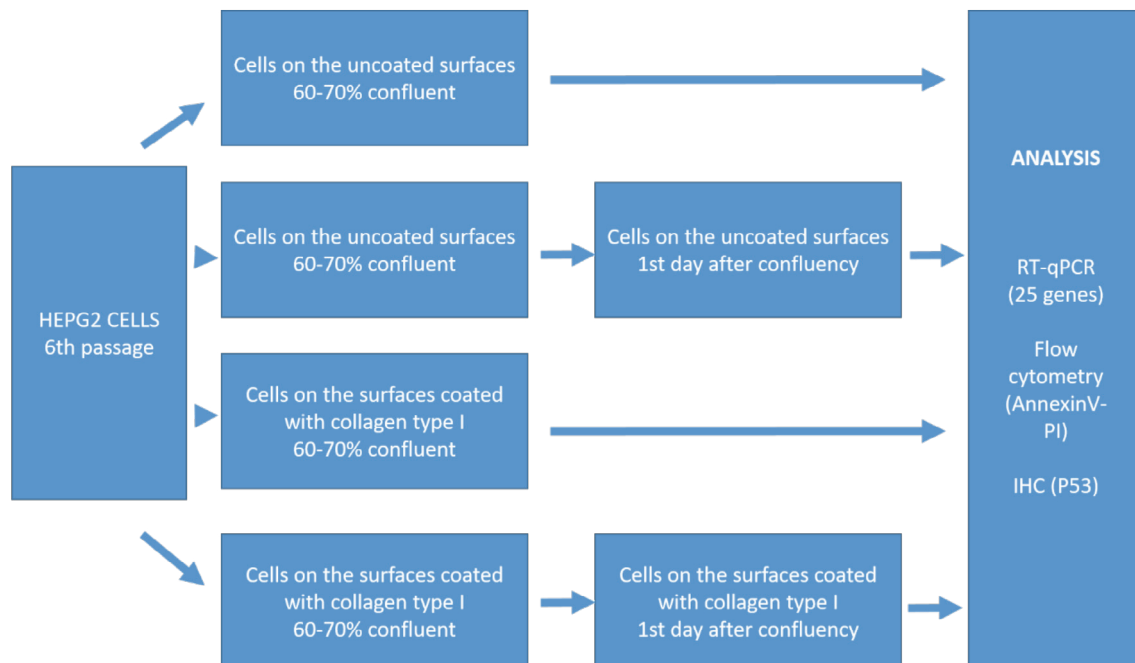 HEPG2 CELLS
6th passage
Cells on the uncoated surfaces
60-70% confluent
Cells on the uncoated surfaces
60-70% confluent
Cells on the uncoated surfaces
1st day after confluency
Cells on the surfaces coated
with collagen type I
60-70% confluent
Cells on the surfaces coated
with collagen type I
60-70% confluent
Cells on the surfaces coated
with collagen type I
1st day after confluency
ANALYSIS
RT-qPCR
(25 genes)
Flow
cytometry
(AnnexinV-
PI)
IHC (P53)